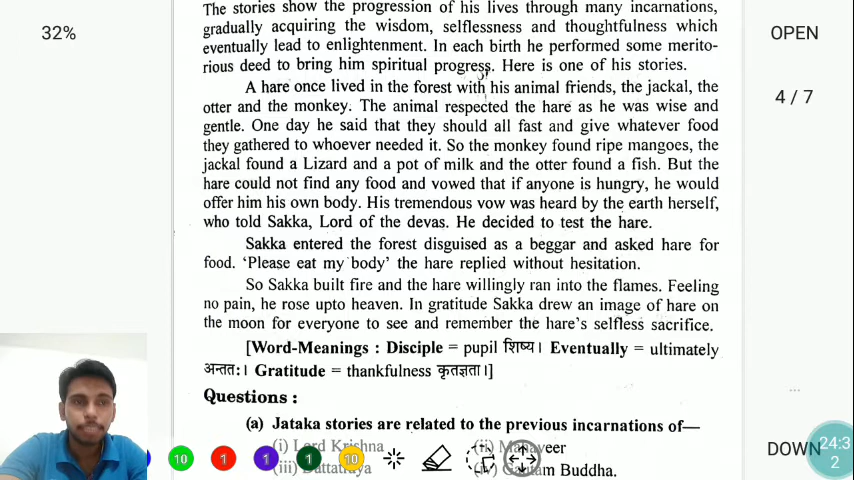 32%
OPEN
4 / 7
The stories show the progression of his lives through many incarnations,
gradually acquiring the wisdom, selflessness and thoughtfulness which
eventually lead to enlightenment. In each birth he performed some merito-
rious deed to bring him spiritual progress. Here is one of his stories.
A hare once lived in the forest with his animal friends, the jackal, the
otter and the monkey. The animal respected the hare as he was wise and
gentle. One day he said that they should all fast and give whatever food
they gathered to whoever needed it. So the monkey found ripe mangoes, the
jackal found a Lizard and a pot of milk and the otter found a fish. But the
hare could not find any food and vowed that if anyone is hungry, he would
offer him his own body. His tremendous vow was heard by the earth herself,
who told Sakka, Lord of the devas. He decided to test the hare.
Sakka entered the forest disguised as a beggar and asked hare for
food. ‘Please eat my body’ the hare replied without hesitation.
So Sakka built fire and the hare willingly ran into the flames. Feeling
no pain, he rose upto heaven. In gratitude Sakka drew an image of hare on
the moon for everyone to see and remember the hare's selfless sacrifice.
[Word-Meanings : Disciple = pupil शिष्य। Eventually = ultimately
अन्तत:। Gratitude = thankfulness कृतज्ञता।]
Questions :
(a) Jataka stories are related to the previous incarnations of—
(i) Lord Krishna (ii) Mahaveer
(iii) Dattatraya (iv) Gautam Buddha.
10 1 1 1 10
DOWN
24:3
2